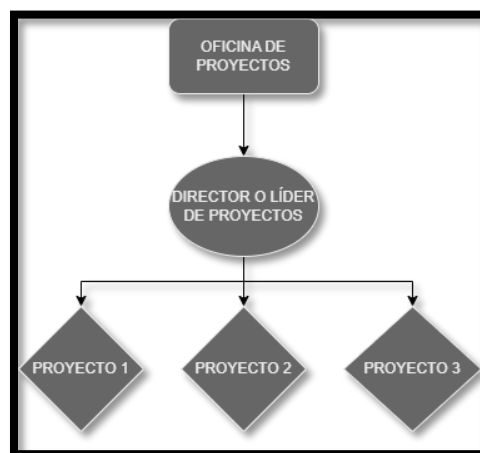 OFICINA DE
PROYECTOS
DIRECTOR O LÍDER
DE PROYECTOS
PROYECTO 1
PROYECTO 2
PROYECTO 3